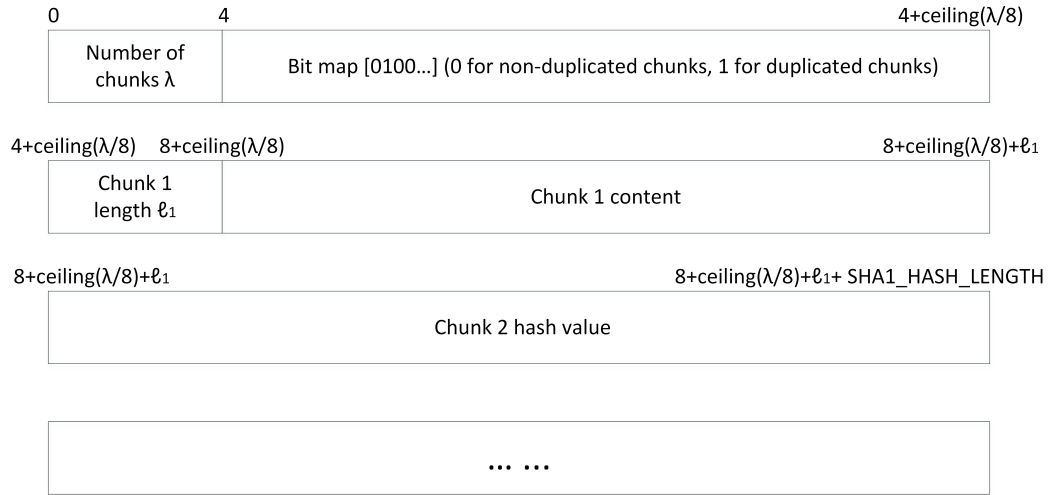 0 4 4+ceiling(λ/8)
Number of
chunks λ
Bit map [0100...] (0 for non-duplicated chunks, 1 for duplicated chunks)
4+ceiling(λ/8) 8+ceiling(λ/8) 8+ceiling(λ/8)+ℓ1
Chunk 1
length ℓ1
Chunk 1 content
8+ceiling(λ/8)+ℓ1 8+ceiling(λ/8)+ℓ1+ SHA1_HASH_LENGTH
Chunk 2 hash value
... ...